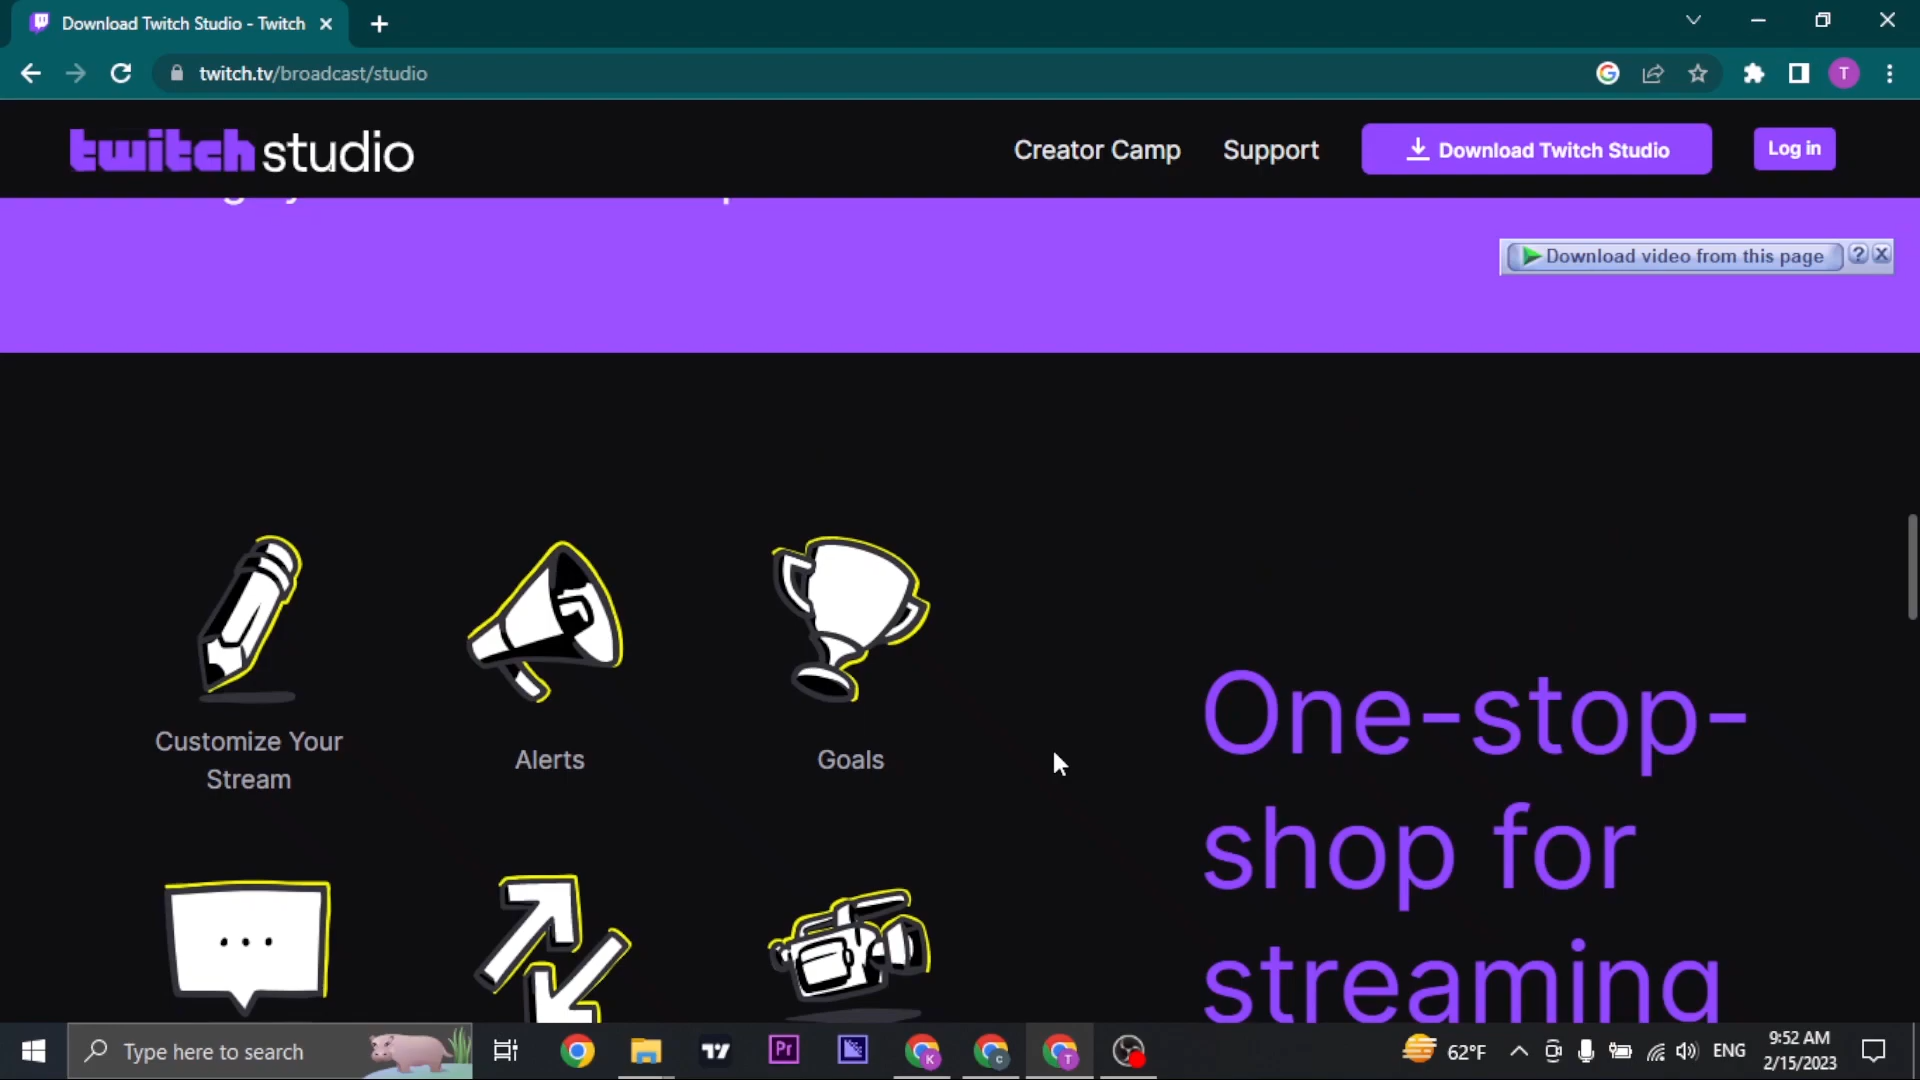 Download Twitch Studio - Twitch
twitch.tv/broadcast/studio
T
twitch studio
Creator Camp
Support
Download Twitch Studio
Log in
Download video from this page
?
X
Customize Your
Stream
Alerts
Goals
One-stop-
shop for
streaming
Type here to search
Pr
K
c
T
62°F
ENG
9:52 AM
2/15/2023